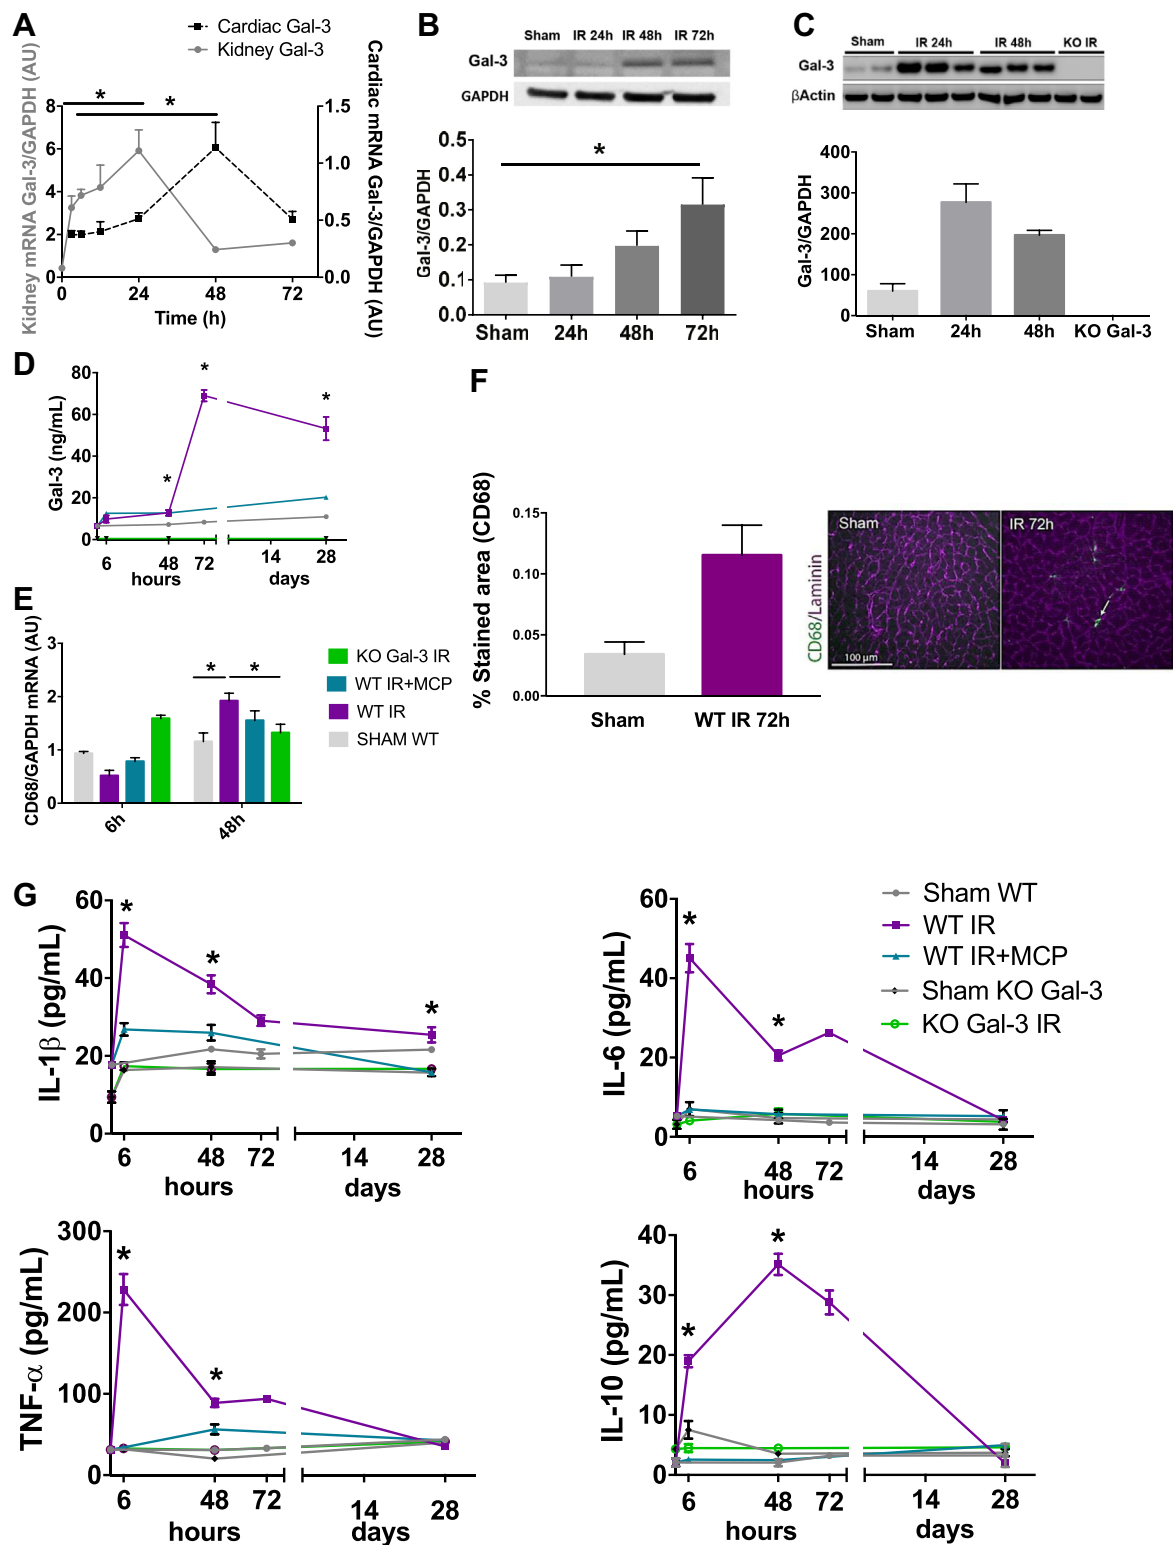 A
Cardiac Gal-3
Kidney Gal-3
Kidney mRNA Gal-3/GAPDH (AU)
Cardiac mRNA Gal-3/GAPDH (AU)
* *
8
6
4
2
0
1.5
1.0
0.5
0.0
0 24 48 72
Time (h)
B
Sham IR 24h IR 48h IR 72h
Gal-3
GAPDH
*
Gal-3/GAPDH
0.5
0.4
0.3
0.2
0.1
0.0
Sham 24h 48h 72h
C
Sham IR 24h IR 48h KO IR
Gal-3
βActin
Gal-3/GAPDH
400
300
200
100
0
Sham 24h 48h KO Gal-3
D
Gal-3 (ng/mL)
80
60
40
20
0
* * *
6 48 72 14 28
hours days
E
CD68/GAPDH mRNA (AU)
3
2
1
0
* *
6h 48h
KO Gal-3 IR
WT IR+MCP
WT IR
SHAM WT
F
% Stained area (CD68)
0.15
0.10
0.05
0.00
Sham WT IR 72h
CD68/Laminin
Sham IR 72h
100 µm
G
IL-1β (pg/mL)
60
40
20
0
* * *
6 48 72 14 28
hours days
IL-6 (pg/mL)
60
40
20
0
* *
6 48 72 14 28
hours days
Sham WT
WT IR
WT IR+MCP
Sham KO Gal-3
KO Gal-3 IR
TNF-α (pg/mL)
300
200
100
0
* *
6 48 72 14 28
hours days
IL-10 (pg/mL)
40
30
20
10
0
* *
6 48 72 14 28
hours days